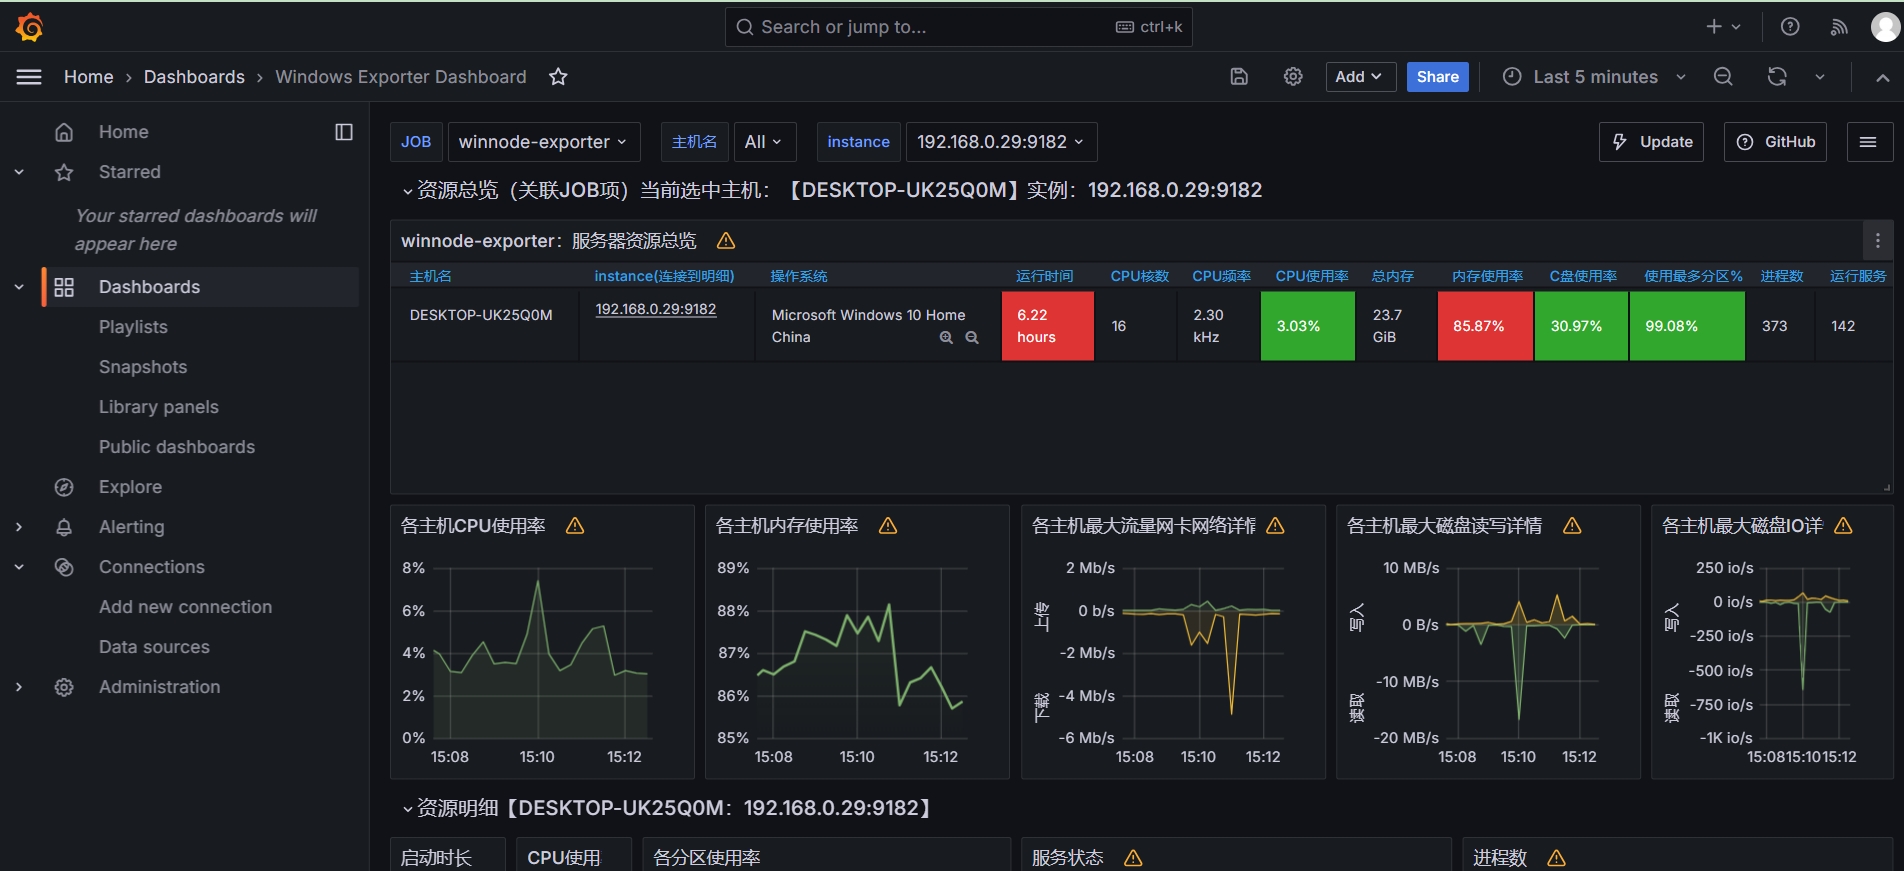 Search or jump to... ctrl+k
Home › Dashboards › Windows Exporter Dashboard
Add
Share
Last 5 minutes
Home
Starred
Your starred dashboards will
appear here
Dashboards
Playlists
Snapshots
Library panels
Public dashboards
Explore
Alerting
Connections
Add new connection
Data sources
Administration
JOB winnode-exporter 主机名 All instance 192.168.0.29:9182 Update GitHub
资源总览（关联JOB项）当前选中主机：【DESKTOP-UK25Q0M】实例：192.168.0.29:9182
winnode-exporter：服务器资源总览
主机名 instance(连接到明细) 操作系统 运行时间 CPU核数 CPU频率 CPU使用率 总内存 内存使用率 C盘使用率 使用最多分区% 进程数 运行服务
DESKTOP-UK25Q0M 192.168.0.29:9182 Microsoft Windows 10 Home China 6.22 hours 16 2.30 kHz 3.03% 23.7 GiB 85.87% 30.97% 99.08% 373 142
各主机CPU使用率
8%
6%
4%
2%
0%
15:08 15:10 15:12
各主机内存使用率
89%
88%
87%
86%
85%
15:08 15:10 15:12
各主机最大流量网卡网络详情
上传
下载
2 Mb/s
0 b/s
-2 Mb/s
-4 Mb/s
-6 Mb/s
15:08 15:10 15:12
各主机最大磁盘读写详情
写入
读取
10 MB/s
0 B/s
-10 MB/s
-20 MB/s
15:08 15:10 15:12
各主机最大磁盘IO详
写入
读取
250 io/s
0 io/s
-250 io/s
-500 io/s
-750 io/s
-1K io/s
15:08 15:10 15:12
资源明细【DESKTOP-UK25Q0M：192.168.0.29:9182】
启动时长
CPU使用
各分区使用率
服务状态
进程数